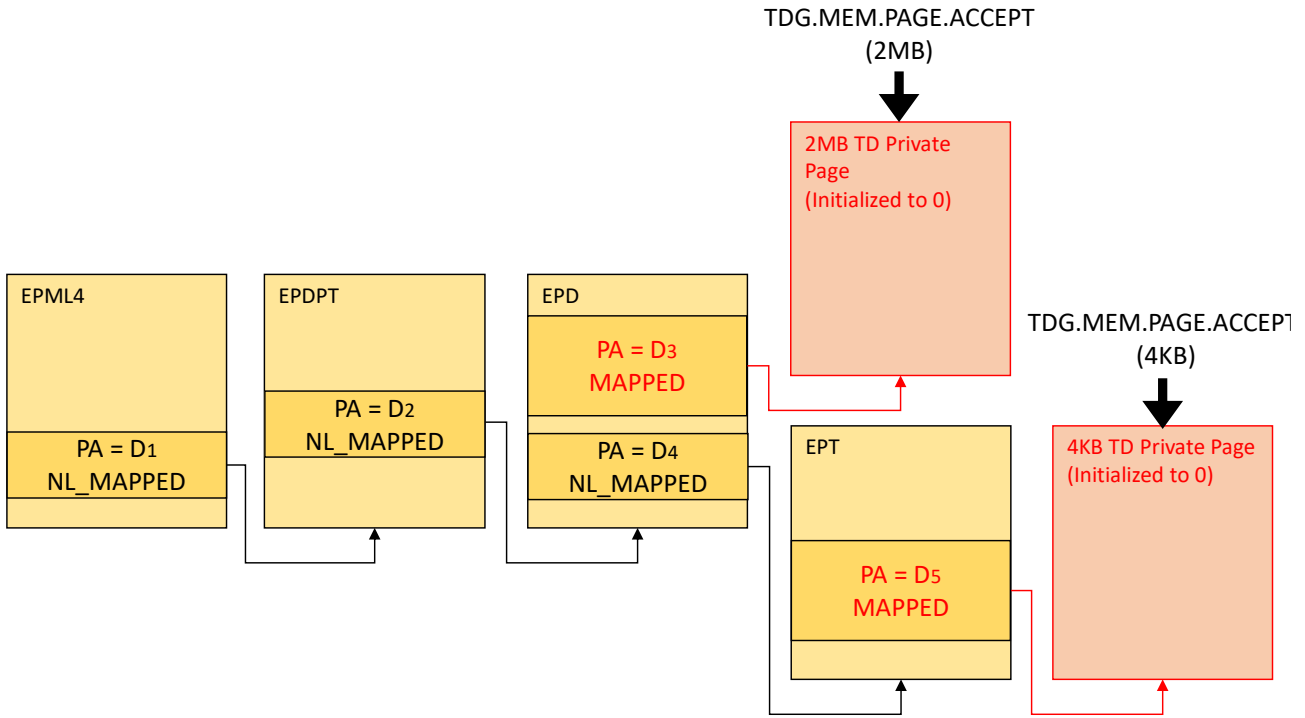 TDG.MEM.PAGE.ACCEPT
(2MB)
2MB TD Private
Page
(Initialized to 0)
EPML4
PA = D1
NL_MAPPED
EPDPT
PA = D2
NL_MAPPED
EPD
PA = D3
MAPPED
PA = D4
NL_MAPPED
TDG.MEM.PAGE.ACCEPT
(4KB)
EPT
PA = D5
MAPPED
4KB TD Private Page
(Initialized to 0)